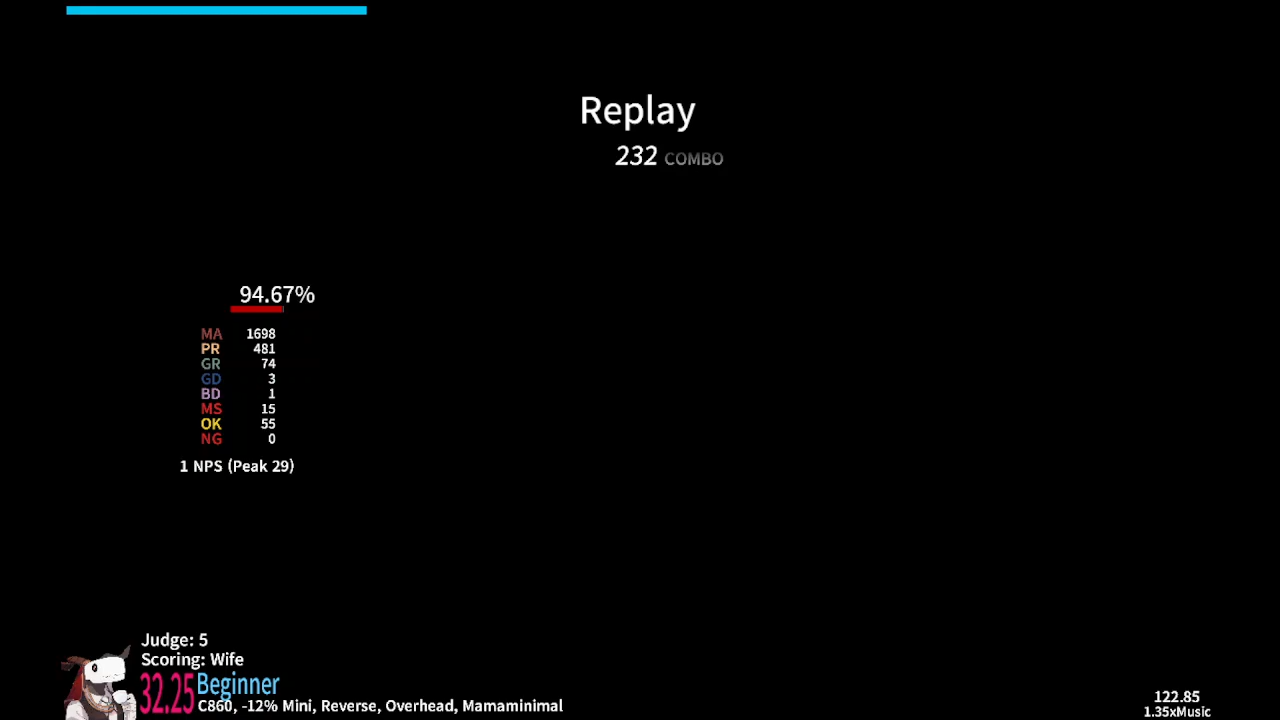 Replay
232 COMBO
94.67%
MA 1698
PR 481
GR 74
GD 3
BD 1
MS 15
OK 55
NG 0
1 NPS (Peak 29)
Judge: 5
Scoring: Wife
32.25 Beginner
C860, -12% Mini, Reverse, Overhead, Mamaminimal
122.85
1.35xMusic